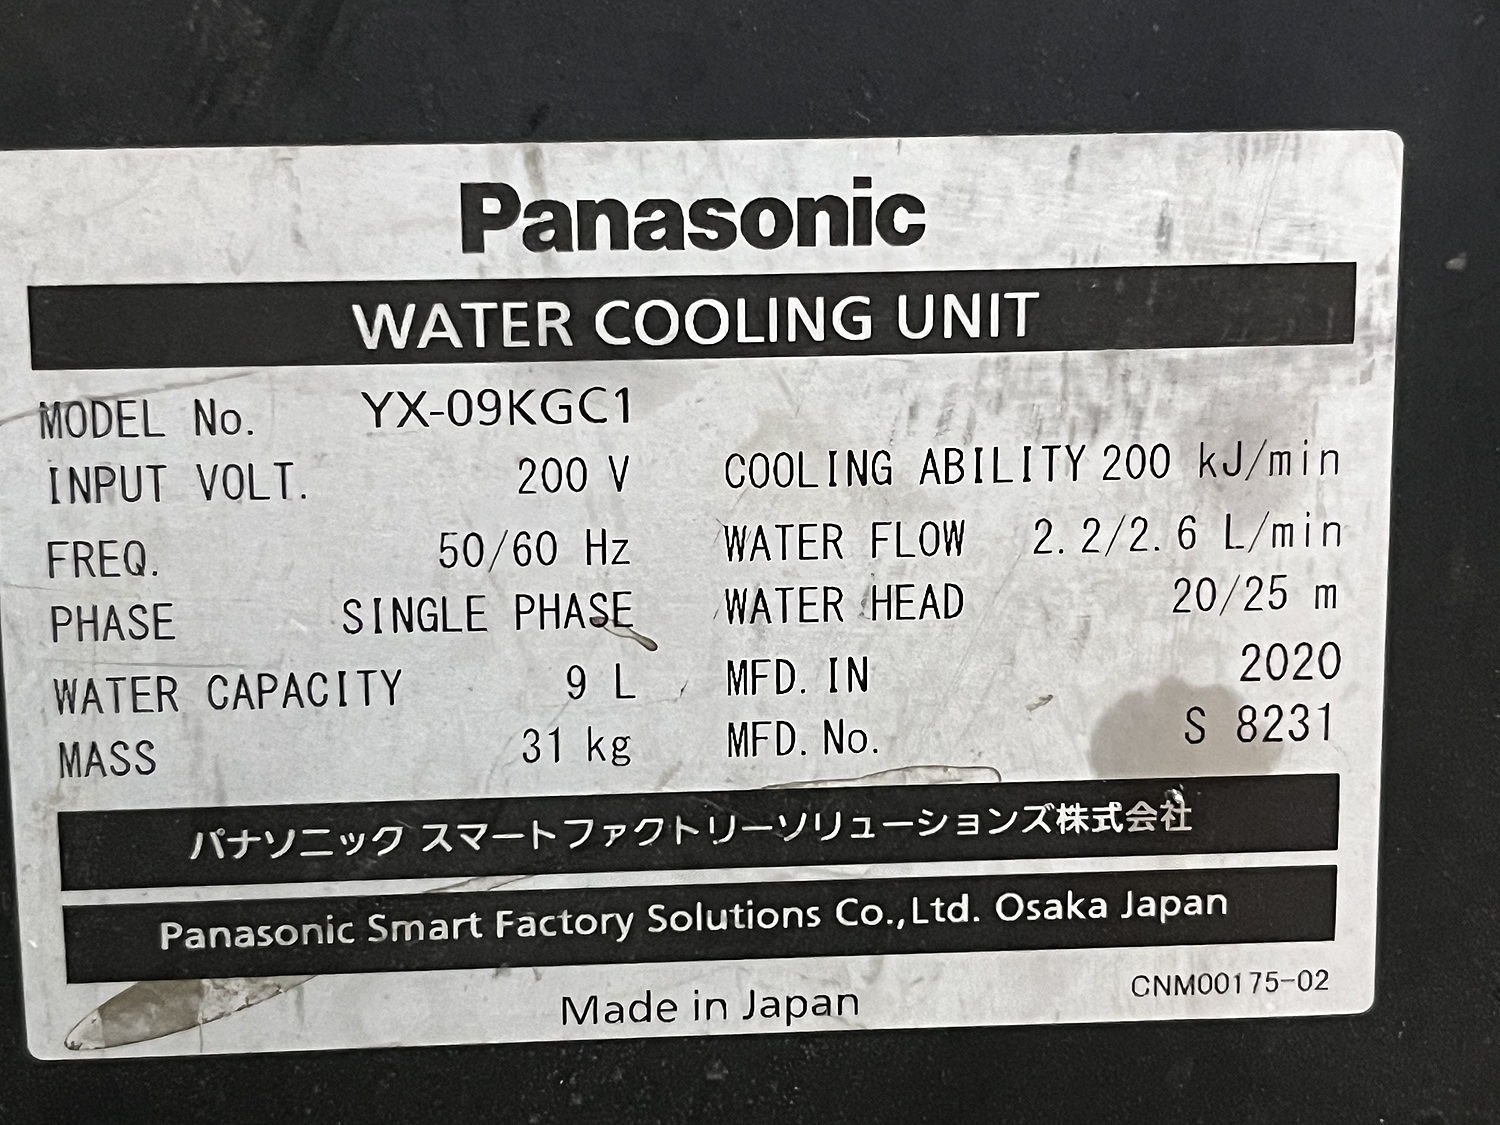 Panasonic
WATER COOLING UNIT
MODEL No. YX-09KGC1
INPUT VOLT. 200 V COOLING ABILITY 200 kJ/min
FREQ. 50/60 Hz WATER FLOW 2.2/2.6 L/min
PHASE SINGLE PHASE WATER HEAD 20/25 m
WATER CAPACITY 9 L MFD. IN 2020
MASS 31 kg MFD. No. S 8231
パナソニック スマートファクトリーソリューションズ株式会社
Panasonic Smart Factory Solutions Co.,Ltd. Osaka Japan
Made in Japan CNM00175-02